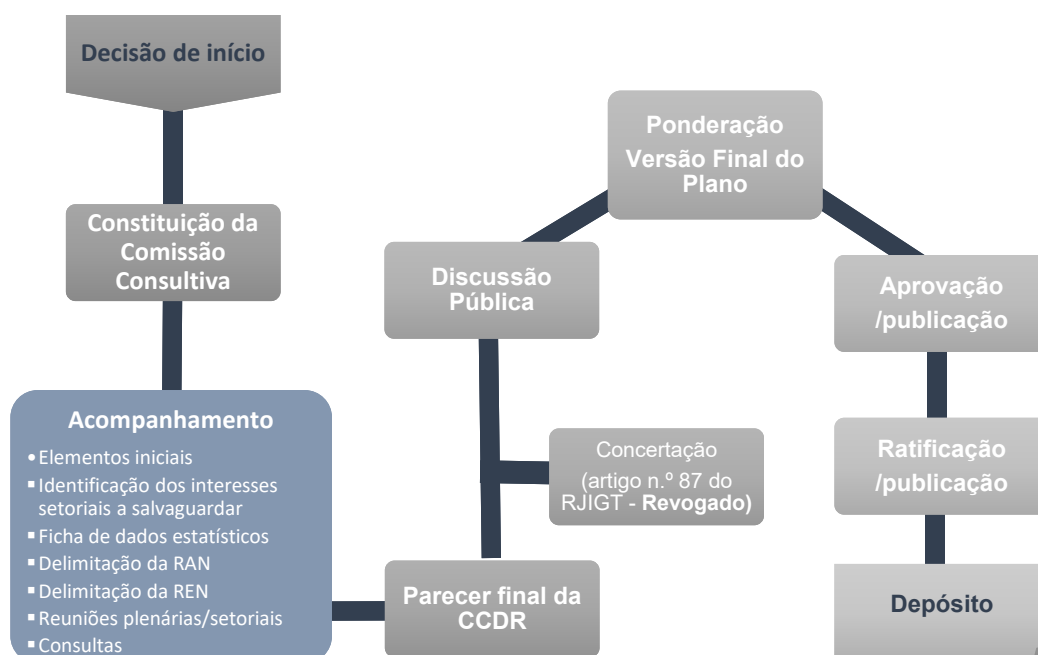 Decisão de início
Constituição da
Comissão
Consultiva
Acompanhamento
• Elementos iniciais
▪ Identificação dos interesses
setoriais a salvaguardar
▪ Ficha de dados estatísticos
▪ Delimitação da RAN
▪ Delimitação da REN
▪ Reuniões plenárias/setoriais
▪ Consultas
Parecer final da
CCDR
Concertação
(artigo n.º 87 do
RJIGT - Revogado)
Discussão
Pública
Ponderação
Versão Final do
Plano
Aprovação
/publicação
Ratificação
/publicação
Depósito